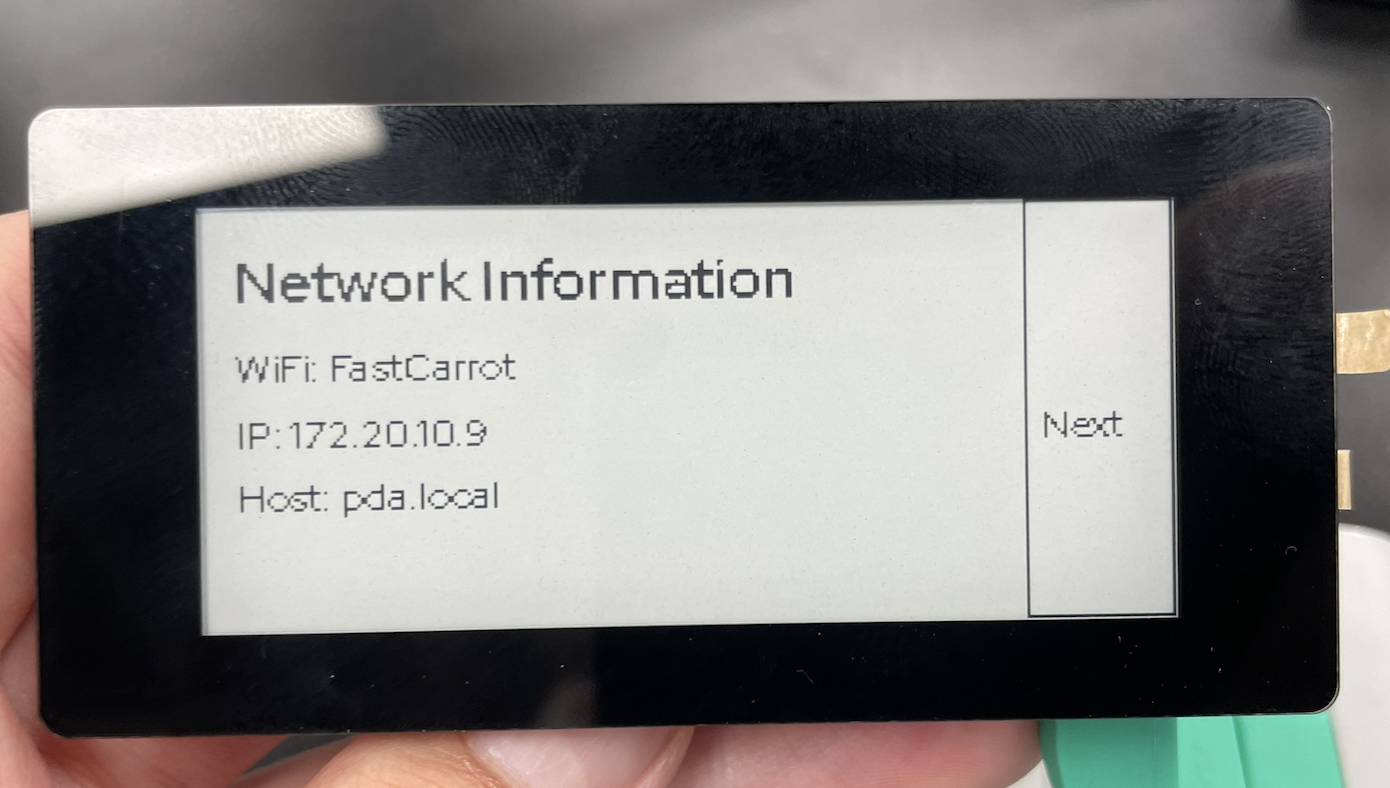 Network Information
WiFi: FastCarrot
IP: 172.20.10.9
Host: pda.local
Next